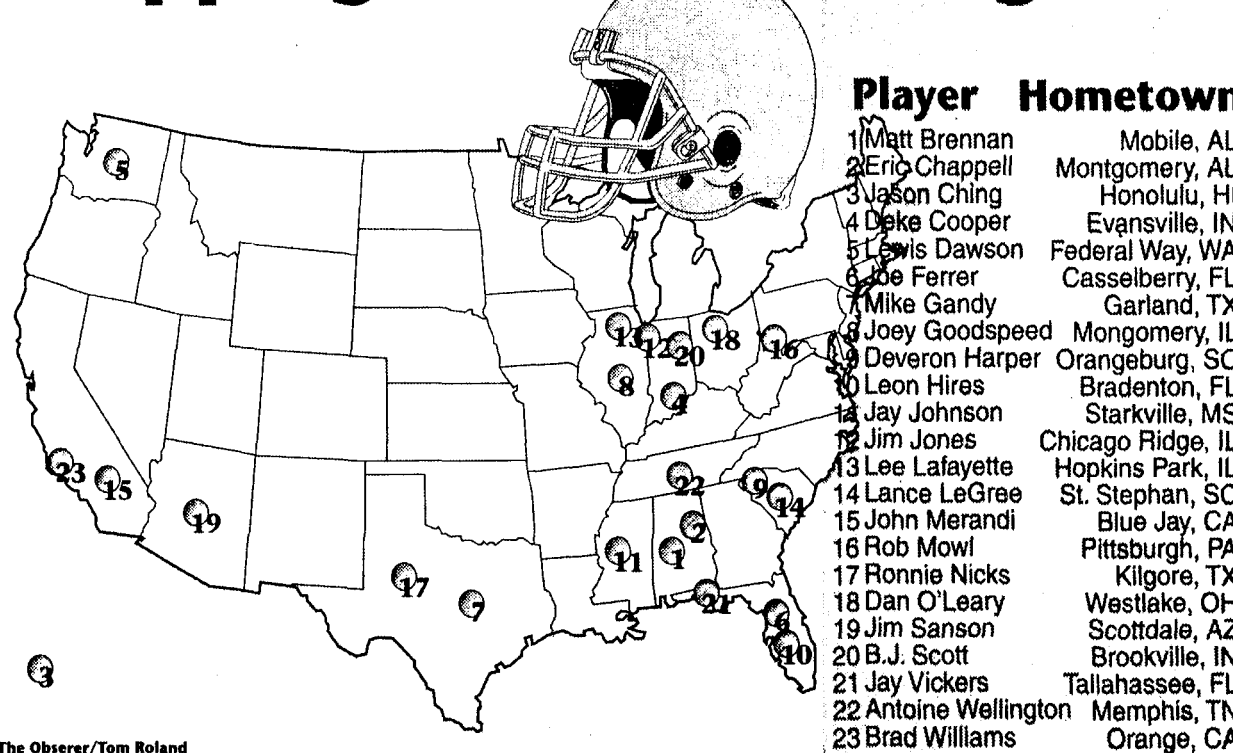 Player Hometown
1 Matt Brennan Mobile, AL
2 Eric Chappell Montgomery, AL
3 Jason Ching Honolulu, HI
4 Deke Cooper Evansville, IN
5 Lewis Dawson Federal Way, WA
6 Joe Ferrer Casselberry, FL
7 Mike Gandy Garland, TX
8 Joey Goodspeed Mongomery, IL
9 Deveron Harper Orangeburg, SC
10 Leon Hires Bradenton, FL
11 Jay Johnson Starkville, MS
12 Jim Jones Chicago Ridge, IL
13 Lee Lafayette Hopkins Park, IL
14 Lance LeGree St. Stephan, SC
15 John Merandi Blue Jay, CA
16 Rob Mowl Pittsburgh, PA
17 Ronnie Nicks Kilgore, TX
18 Dan O'Leary Westlake, OH
19 Jim Sanson Scottdale, AZ
20 B.J. Scott Brookville, IN
21 Jay Vickers Tallahassee, FL
22 Antoine Wellington Memphis, TN
23 Brad Williams Orange, CA
5
13
12
20
18
16
8
4
23
15
19
22
9
14
2
11
1
17
7
21
6
10
3
The Obserer/Tom Roland